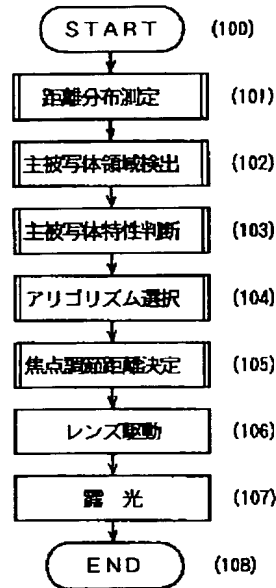 START (100)
距離分布測定 (101)
主被写体領域検出 (102)
主被写体特性判断 (103)
アリゴリズム選択 (104)
焦点調節距離決定 (105)
レンズ駆動 (106)
露光 (107)
END (108)